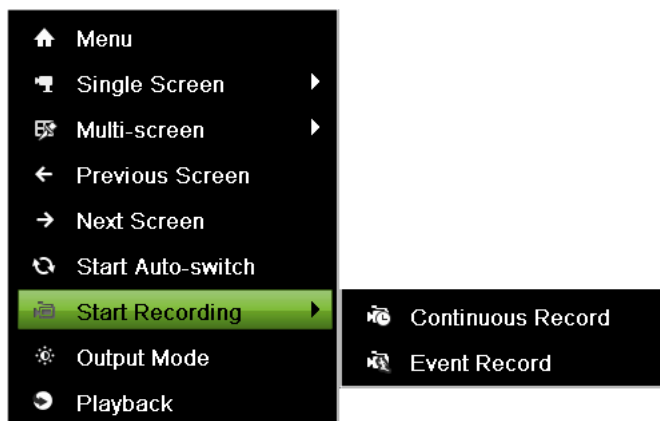 Menu
Single Screen
Multi-screen
Previous Screen
Next Screen
Start Auto-switch
Start Recording
Continuous Record
Event Record
Output Mode
Playback